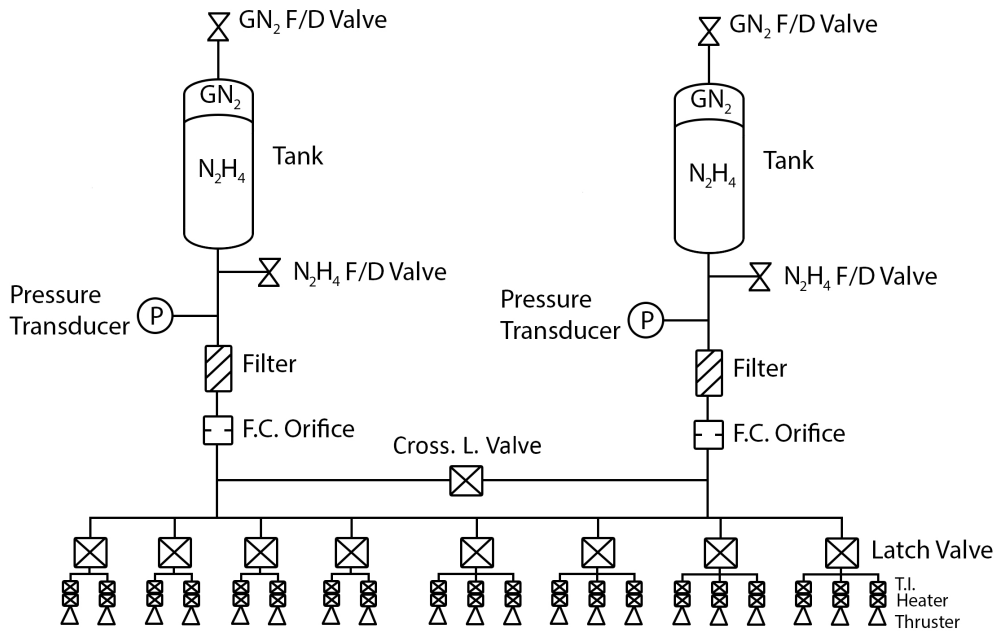 GN₂ F/D Valve
GN₂ F/D Valve
GN₂
GN₂
N₂H₄
Tank
N₂H₄
Tank
N₂H₄ F/D Valve
N₂H₄ F/D Valve
Pressure
Transducer
P
Pressure
Transducer
P
Filter
Filter
F.C. Orifice
F.C. Orifice
Cross. L. Valve
Latch Valve
T.I.
Heater
Thruster